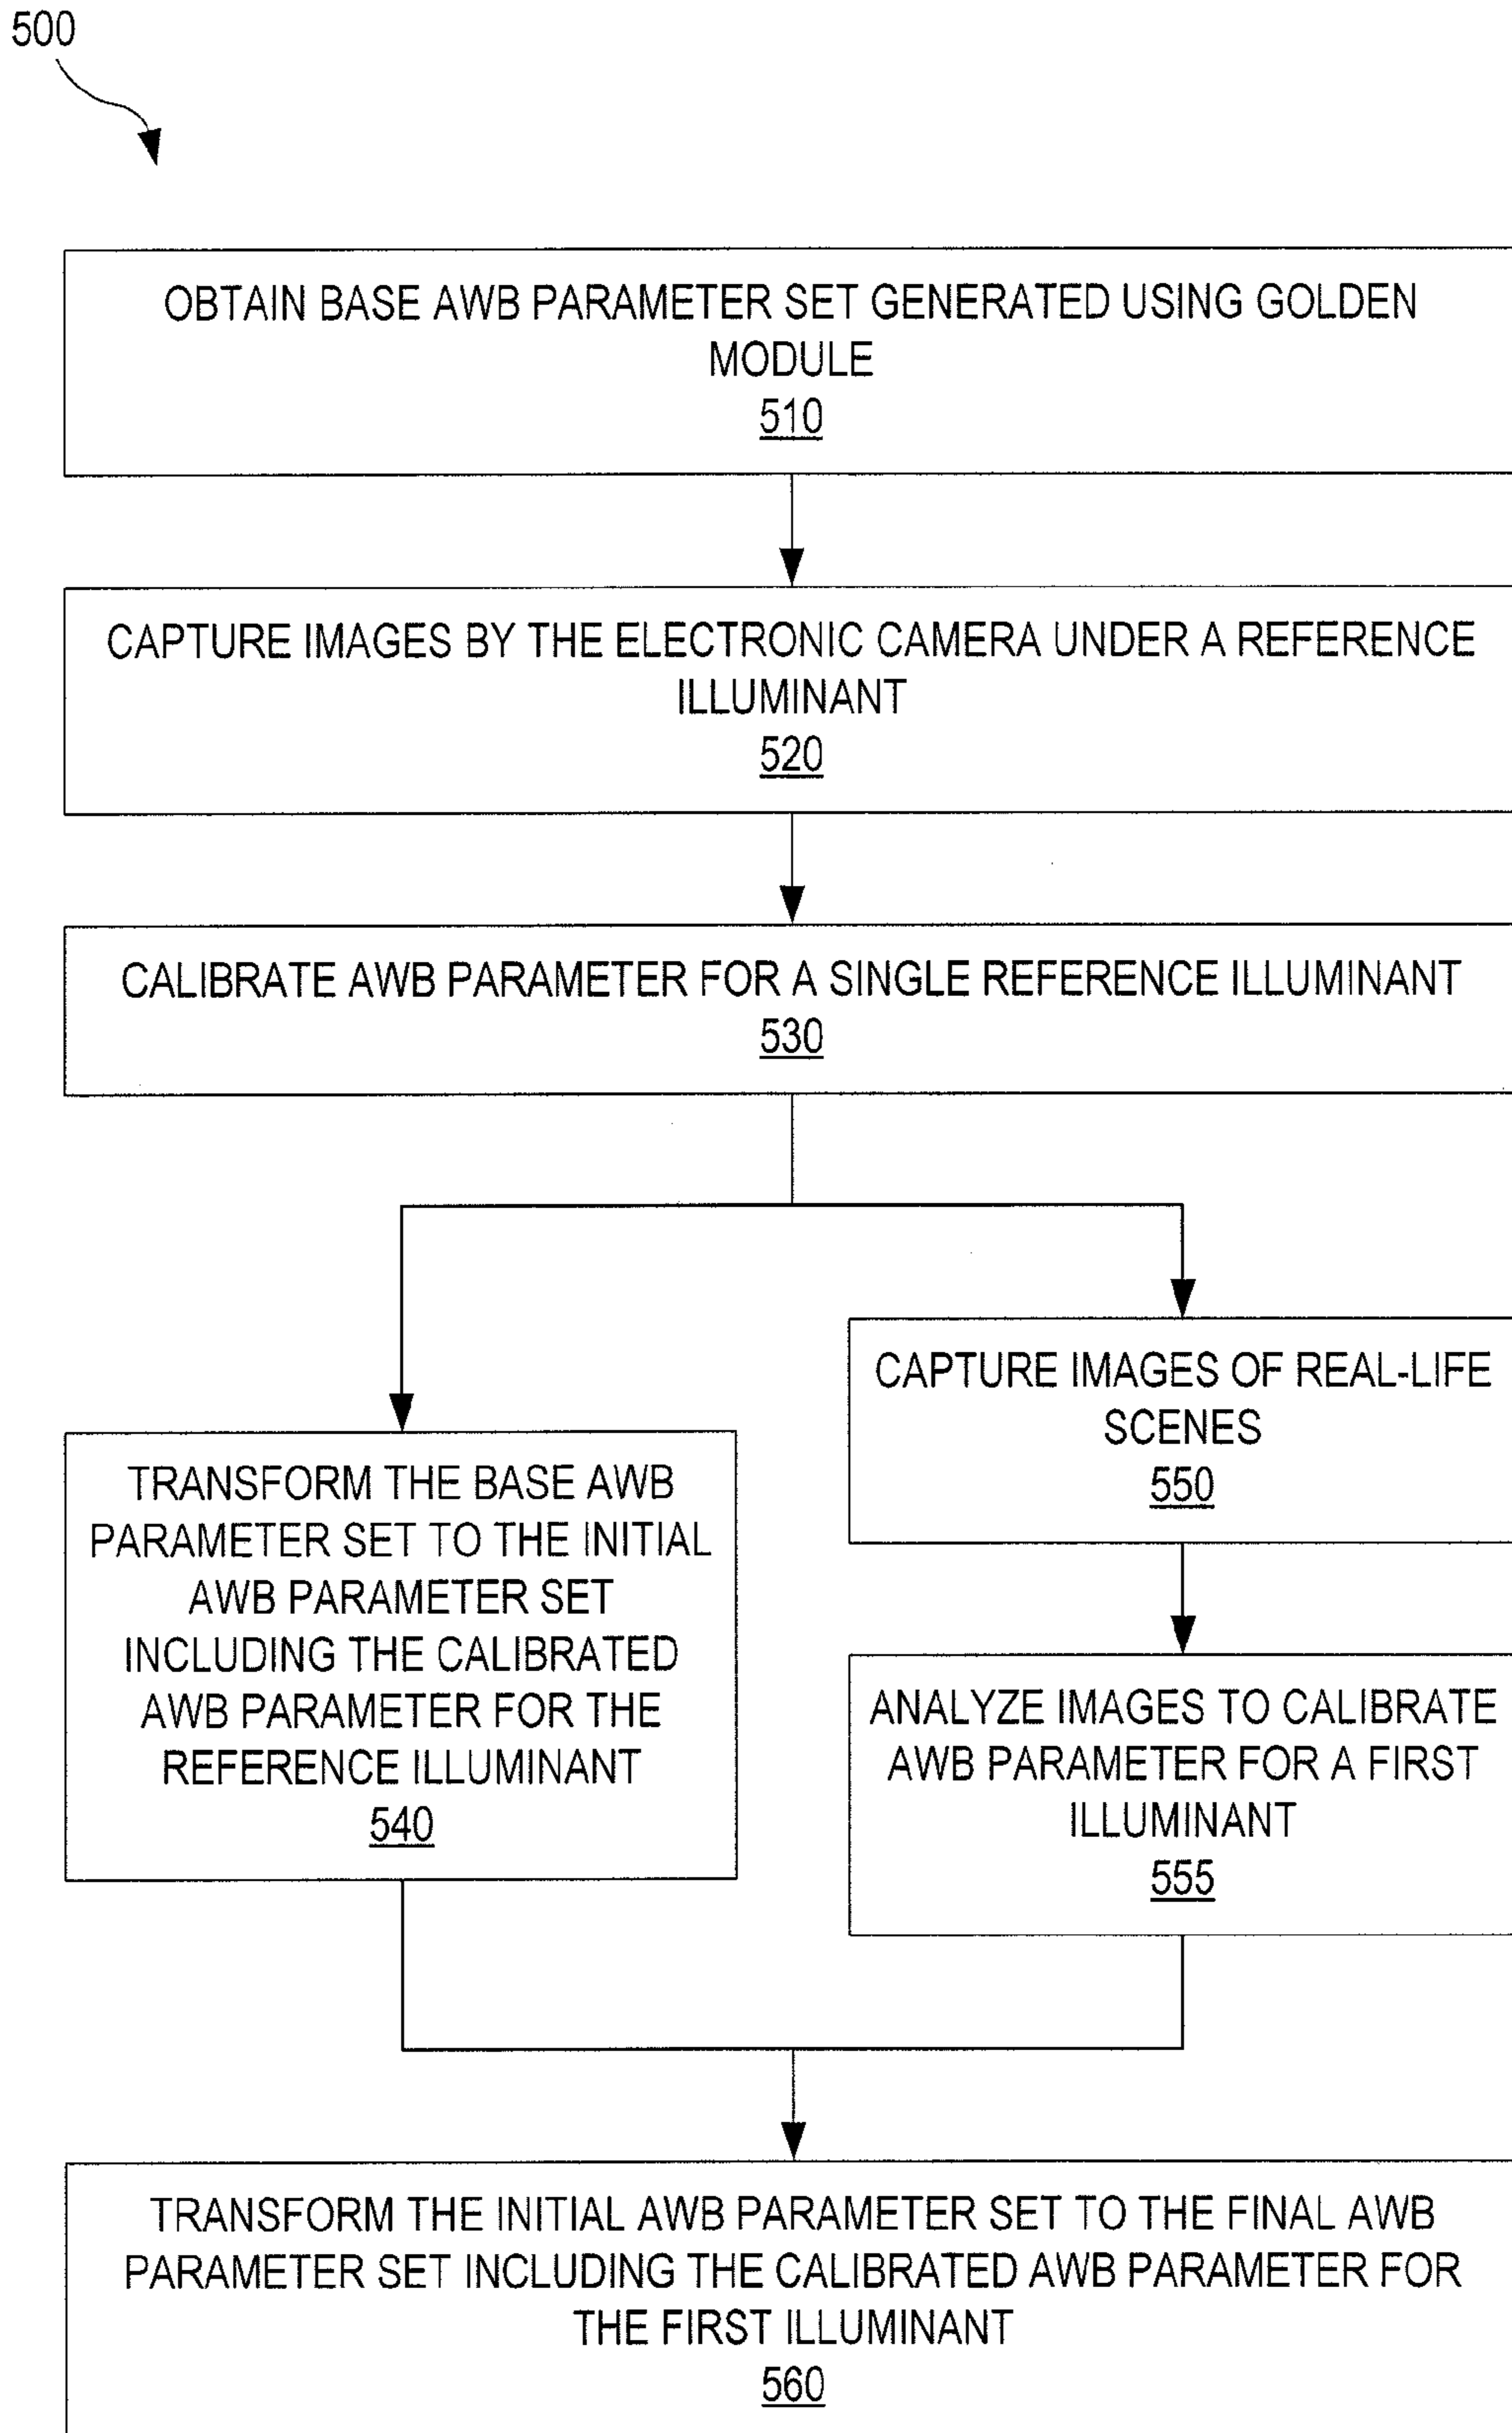 500
OBTAIN BASE AWB PARAMETER SET GENERATED USING GOLDEN
MODULE
510
CAPTURE IMAGES BY THE ELECTRONIC CAMERA UNDER A REFERENCE
ILLUMINANT
520
CALIBRATE AWB PARAMETER FOR A SINGLE REFERENCE ILLUMINANT
530
TRANSFORM THE BASE AWB
PARAMETER SET TO THE INITIAL
AWB PARAMETER SET
INCLUDING THE CALIBRATED
AWB PARAMETER FOR THE
REFERENCE ILLUMINANT
540
CAPTURE IMAGES OF REAL-LIFE
SCENES
550
ANALYZE IMAGES TO CALIBRATE
AWB PARAMETER FOR A FIRST
ILLUMINANT
555
TRANSFORM THE INITIAL AWB PARAMETER SET TO THE FINAL AWB
PARAMETER SET INCLUDING THE CALIBRATED AWB PARAMETER FOR
THE FIRST ILLUMINANT
560